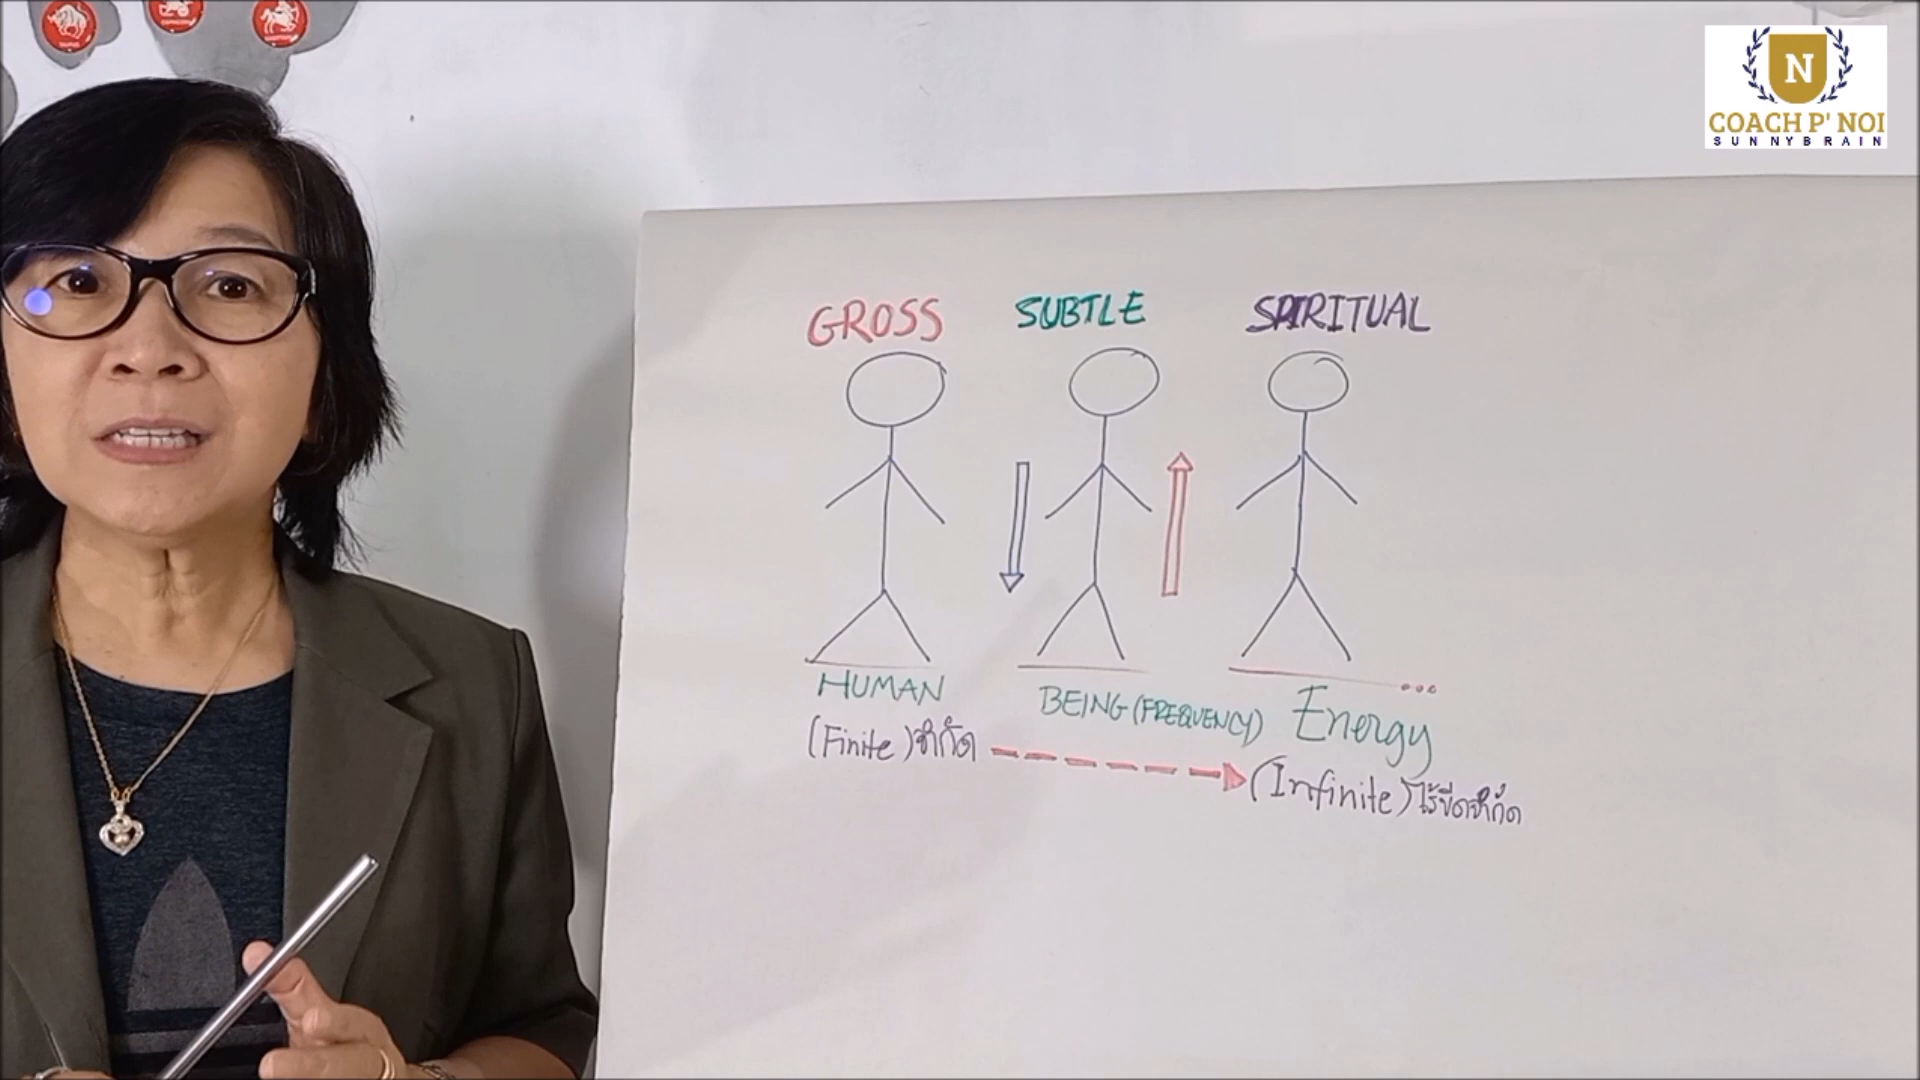 N
COACH P' NOI
SUNNYBRAIN
GROSS SUBTLE SPIRITUAL
HUMAN BEING (FREQUENCY) Energy
(Finite) จำกัด (Infinite) ไร้ขีดจำกัด